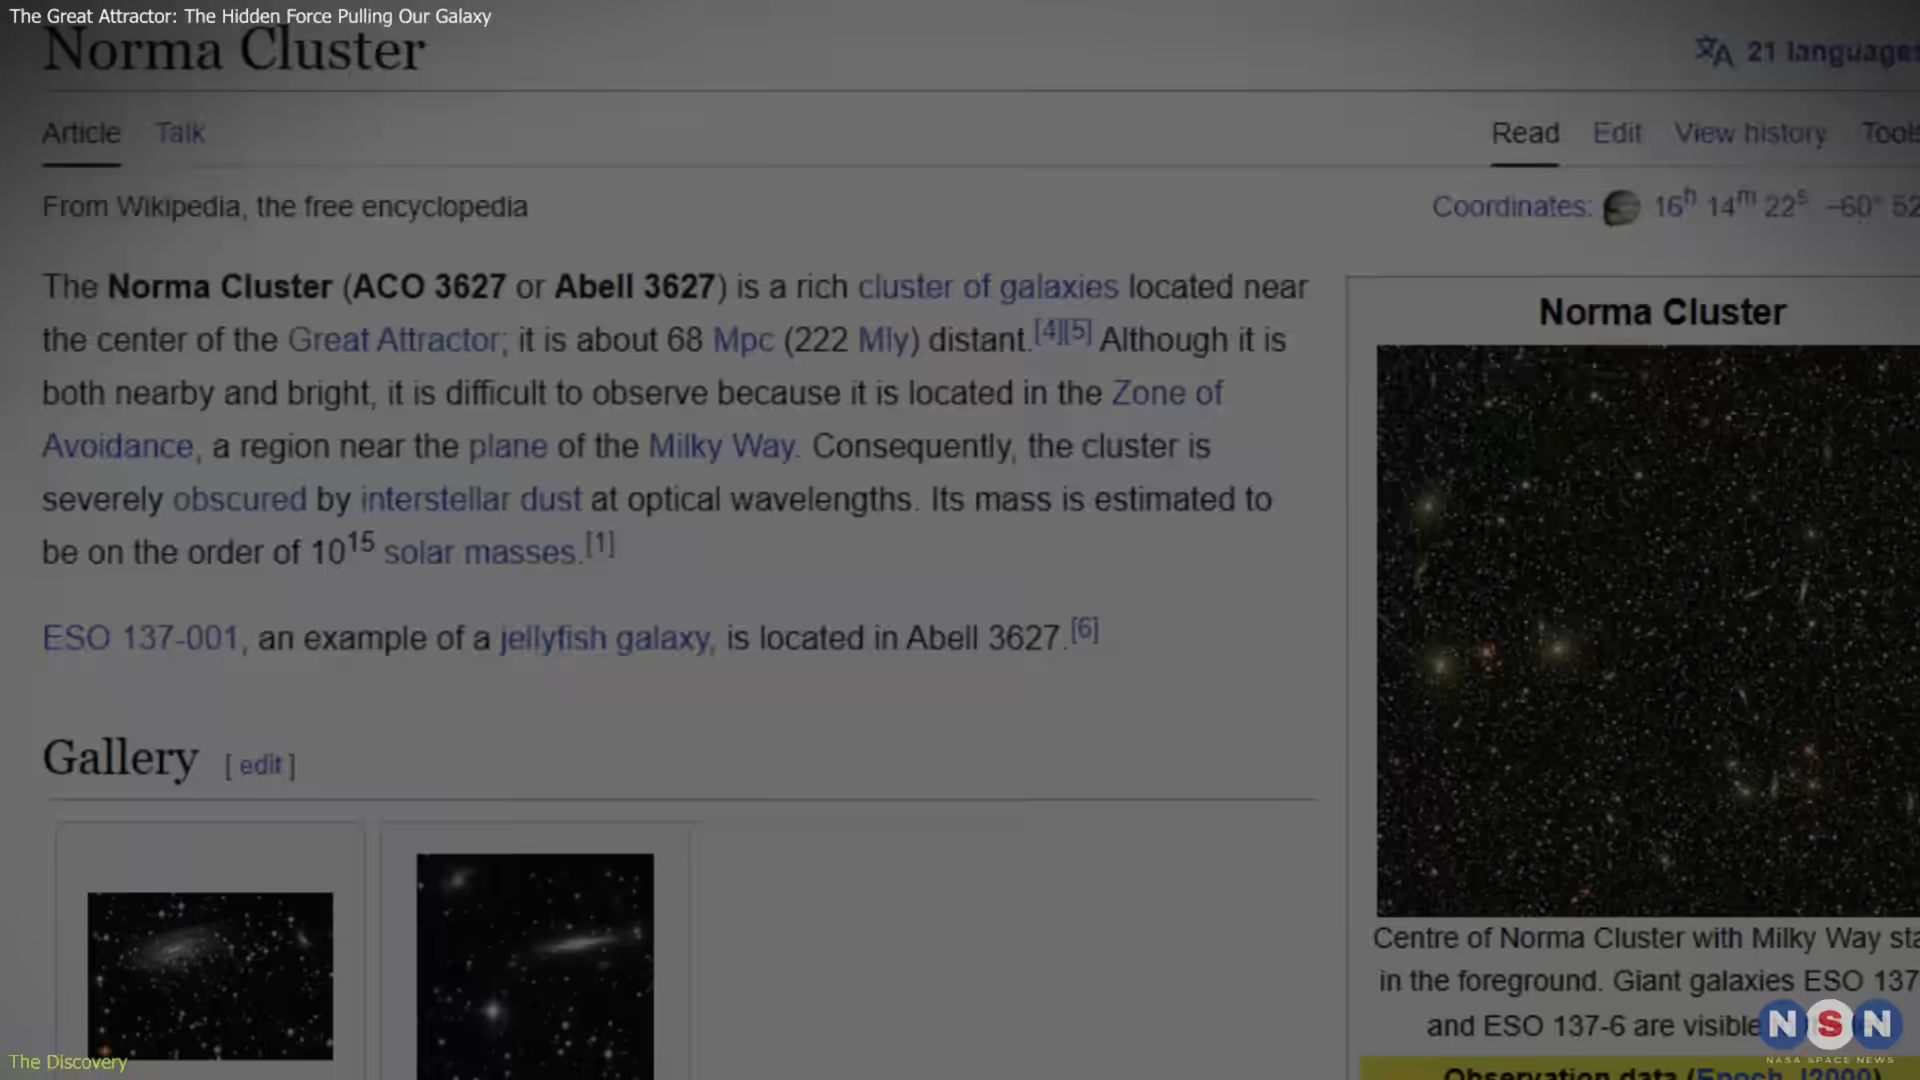 The Great Attractor: The Hidden Force Pulling Our Galaxy
Norma Cluster
21 languages
Article Talk
Read Edit View history Tools
From Wikipedia, the free encyclopedia
Coordinates: 16h 14m 22s −60° 52
The Norma Cluster (ACO 3627 or Abell 3627) is a rich cluster of galaxies located near
the center of the Great Attractor; it is about 68 Mpc (222 Mly) distant.[4][5] Although it is
both nearby and bright, it is difficult to observe because it is located in the Zone of
Avoidance, a region near the plane of the Milky Way. Consequently, the cluster is
severely obscured by interstellar dust at optical wavelengths. Its mass is estimated to
be on the order of 10^15 solar masses.[1]
ESO 137-001, an example of a jellyfish galaxy, is located in Abell 3627.[6]
Gallery [ edit ]
Norma Cluster
Centre of Norma Cluster with Milky Way sta
in the foreground. Giant galaxies ESO 137
and ESO 137-6 are visible
Observation data (Epoch J2000)
NSN
NASA SPACE NEWS
The Discovery